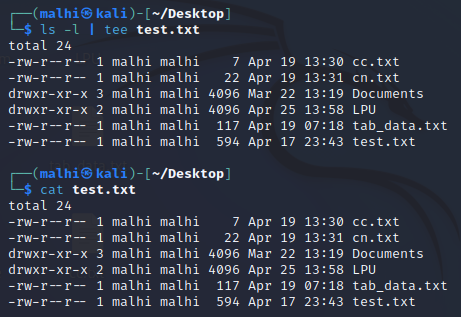 ┌──(malhi㉿kali)-[~/Desktop]
└─$ ls -l | tee test.txt
total 24
-rw-r--r-- 1 malhi malhi    7 Apr 19 13:30 cc.txt
-rw-r--r-- 1 malhi malhi   22 Apr 19 13:31 cn.txt
drwxr-xr-x 3 malhi malhi 4096 Mar 22 13:19 Documents
drwxr-xr-x 2 malhi malhi 4096 Apr 25 13:58 LPU
-rw-r--r-- 1 malhi malhi  117 Apr 19 07:18 tab_data.txt
-rw-r--r-- 1 malhi malhi  594 Apr 17 23:43 test.txt
┌──(malhi㉿kali)-[~/Desktop]
└─$ cat test.txt
total 24
-rw-r--r-- 1 malhi malhi    7 Apr 19 13:30 cc.txt
-rw-r--r-- 1 malhi malhi   22 Apr 19 13:31 cn.txt
drwxr-xr-x 3 malhi malhi 4096 Mar 22 13:19 Documents
drwxr-xr-x 2 malhi malhi 4096 Apr 25 13:58 LPU
-rw-r--r-- 1 malhi malhi  117 Apr 19 07:18 tab_data.txt
-rw-r--r-- 1 malhi malhi  594 Apr 17 23:43 test.txt